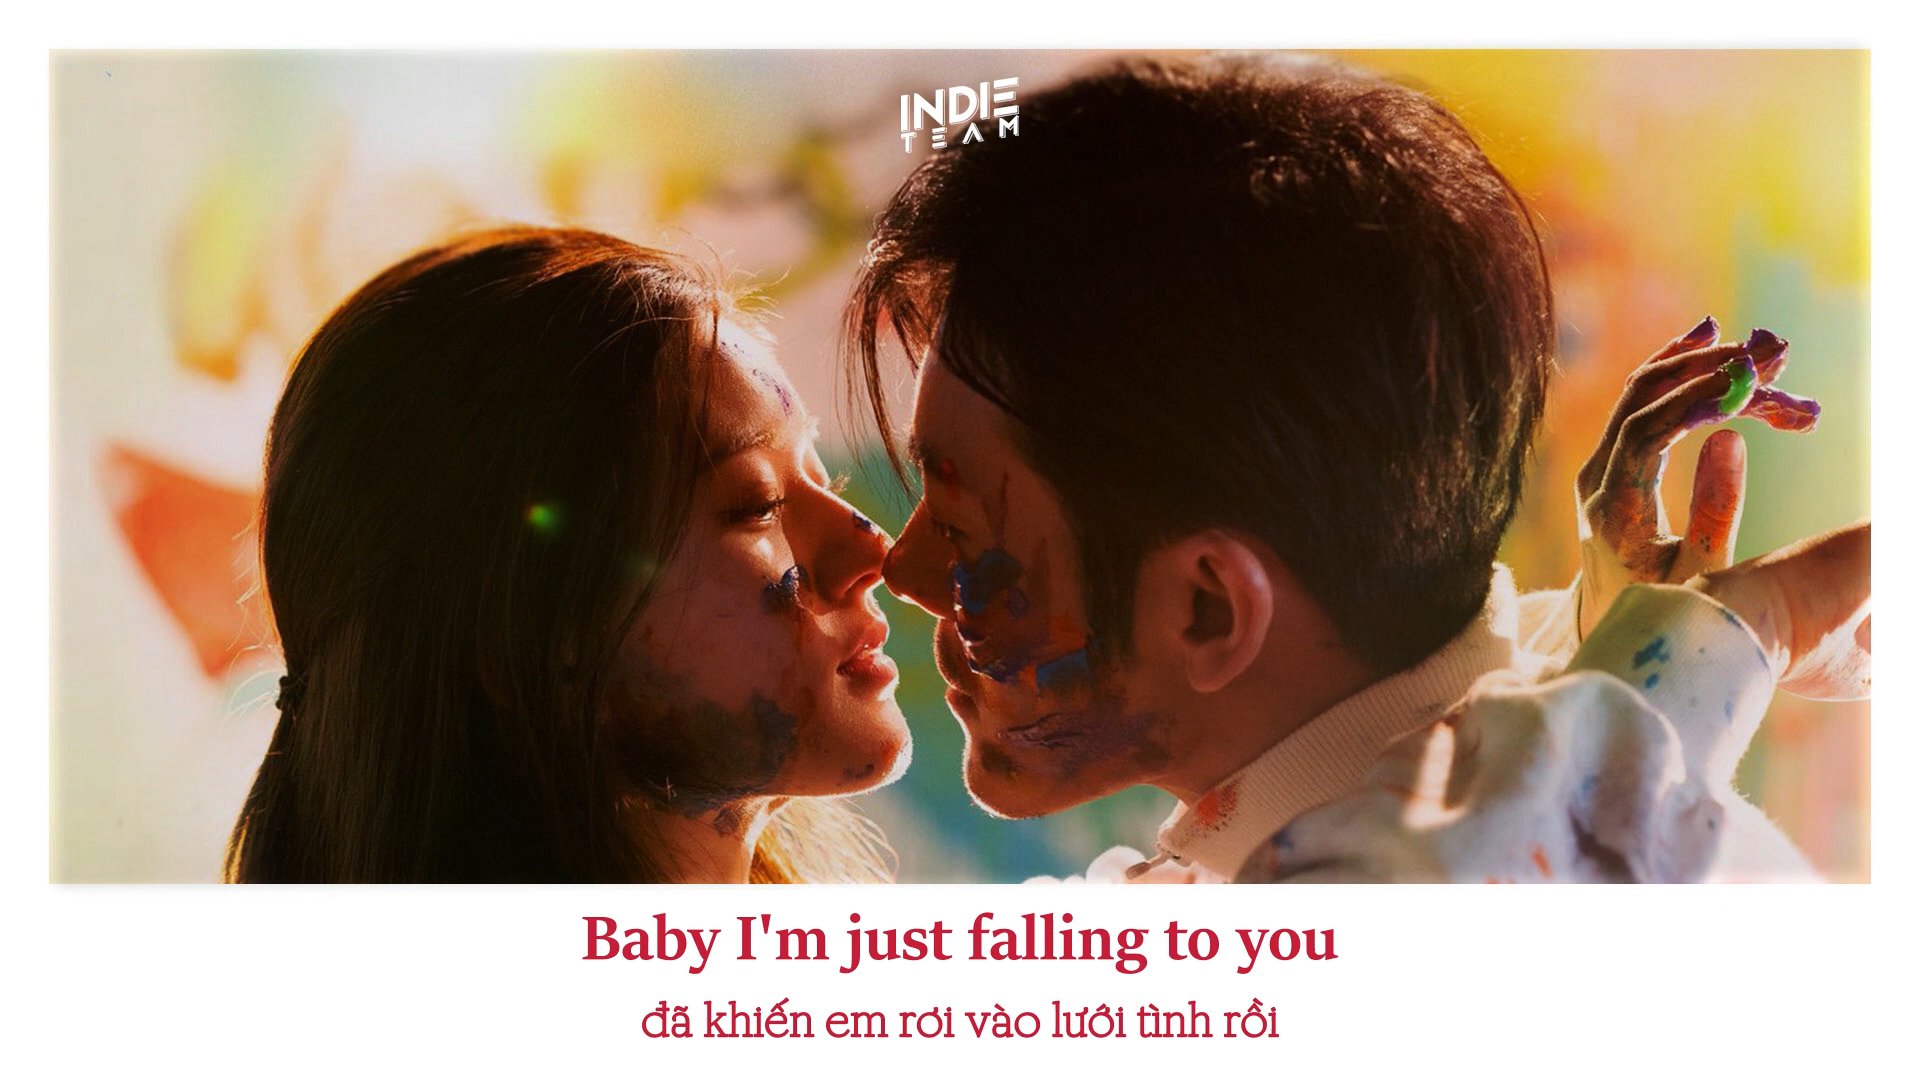 INDIE
TEAM
Baby I'm just falling to you
đã khiến em rơi vào lưới tình rồi